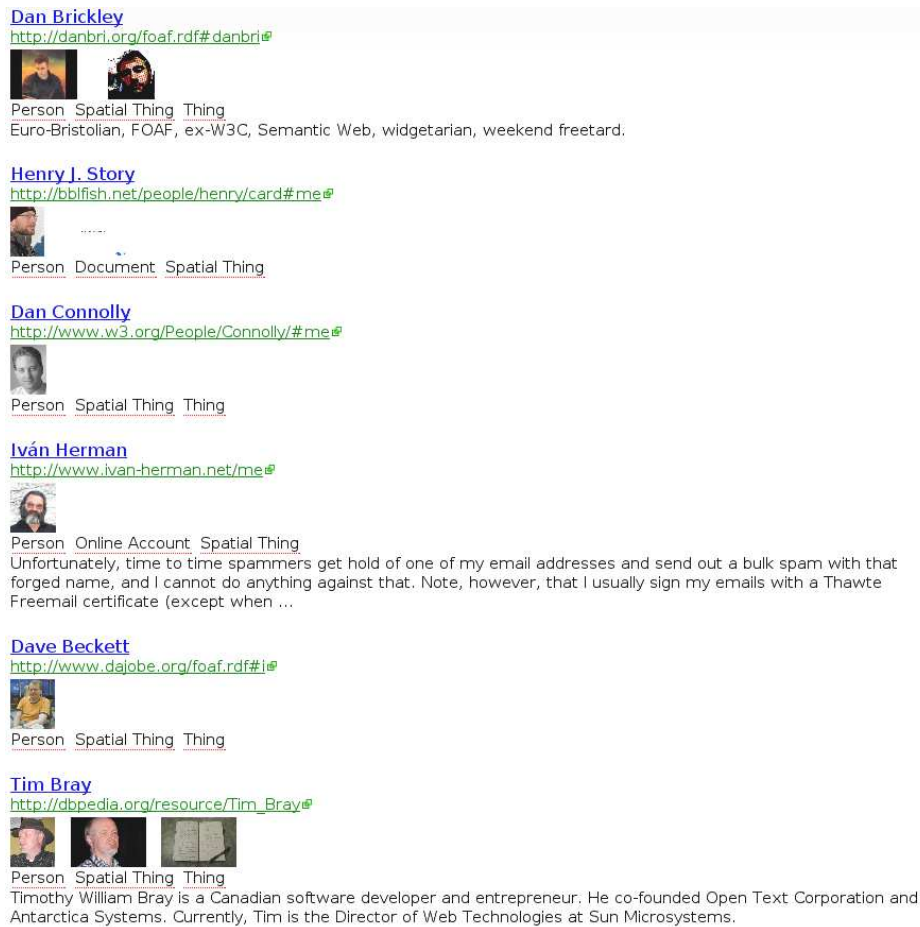 Dan Brickley
http://danbri.org/foaf.rdf#danbri
Person Spatial Thing Thing
Euro-Bristolian, FOAF, ex-W3C, Semantic Web, widgetarian, weekend freetard.
Henry J. Story
http://bblfish.net/people/henry/card#me
Person Document Spatial Thing
Dan Connolly
http://www.w3.org/People/Connolly/#me
Person Spatial Thing Thing
Iván Herman
http://www.ivan-herman.net/me
Person Online Account Spatial Thing
Unfortunately, time to time spammers get hold of one of my email addresses and send out a bulk spam with that
forged name, and I cannot do anything against that. Note, however, that I usually sign my emails with a Thawte
Freemail certificate (except when ...
Dave Beckett
http://www.dajobe.org/foaf.rdf#i
Person Spatial Thing Thing
Tim Bray
http://dbpedia.org/resource/Tim_Bray
Person Spatial Thing Thing
Timothy William Bray is a Canadian software developer and entrepreneur. He co-founded Open Text Corporation and
Antarctica Systems. Currently, Tim is the Director of Web Technologies at Sun Microsystems.